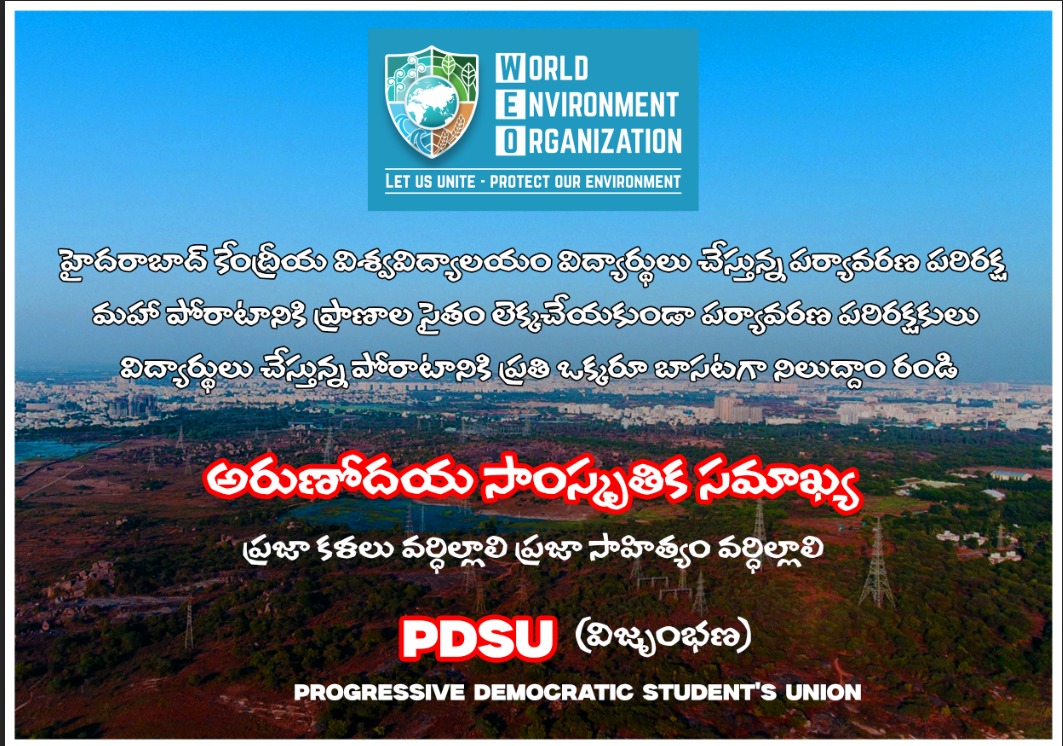 WORLD
ENVIRONMENT
ORGANIZATION
LET US UNITE - PROTECT OUR ENVIRONMENT
హైదరాబాద్ కేంద్రీయ విశ్వవిద్యాలయం విద్యార్థులు చేస్తున్న పర్యావరణ పరిరక్ష
మహా పోరాటానికి ప్రాణాల సైతం లెక్కచేయకుండా పర్యావరణ పరిరక్షకులు
విద్యార్థులు చేస్తున్న పోరాటానికి ప్రతి ఒక్కరూ బాసటగా నిలుద్దాం రండి
అరుణోదయ సాంస్కృతిక సమాఖ్య
ప్రజా కళలు వర్ధిల్లాలి ప్రజా సాహిత్యం వర్ధిల్లాలి
PDSU (విజృంభణ)
PROGRESSIVE DEMOCRATIC STUDENT'S UNION